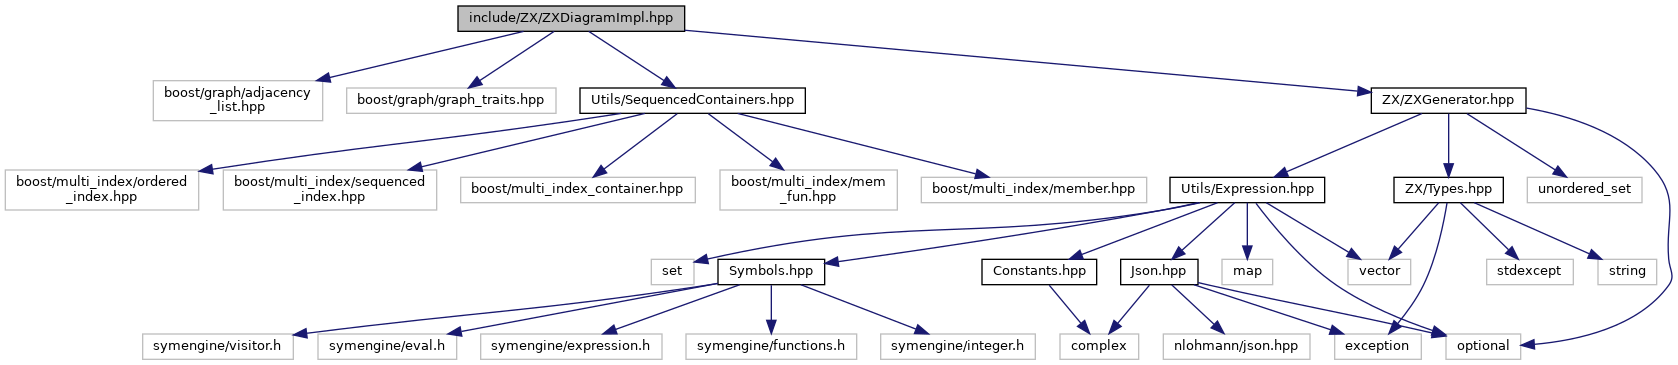 include/ZX/ZXDiagramImpl.hpp
boost/graph/adjacency
_list.hpp
boost/graph/graph_traits.hpp
Utils/SequencedContainers.hpp
ZX/ZXGenerator.hpp
boost/multi_index/ordered
_index.hpp
boost/multi_index/sequenced
_index.hpp
boost/multi_index_container.hpp
boost/multi_index/mem
_fun.hpp
boost/multi_index/member.hpp
Utils/Expression.hpp
ZX/Types.hpp
unordered_set
set
Symbols.hpp
Constants.hpp
Json.hpp
map
vector
stdexcept
string
symengine/visitor.h
symengine/eval.h
symengine/expression.h
symengine/functions.h
symengine/integer.h
complex
nlohmann/json.hpp
exception
optional